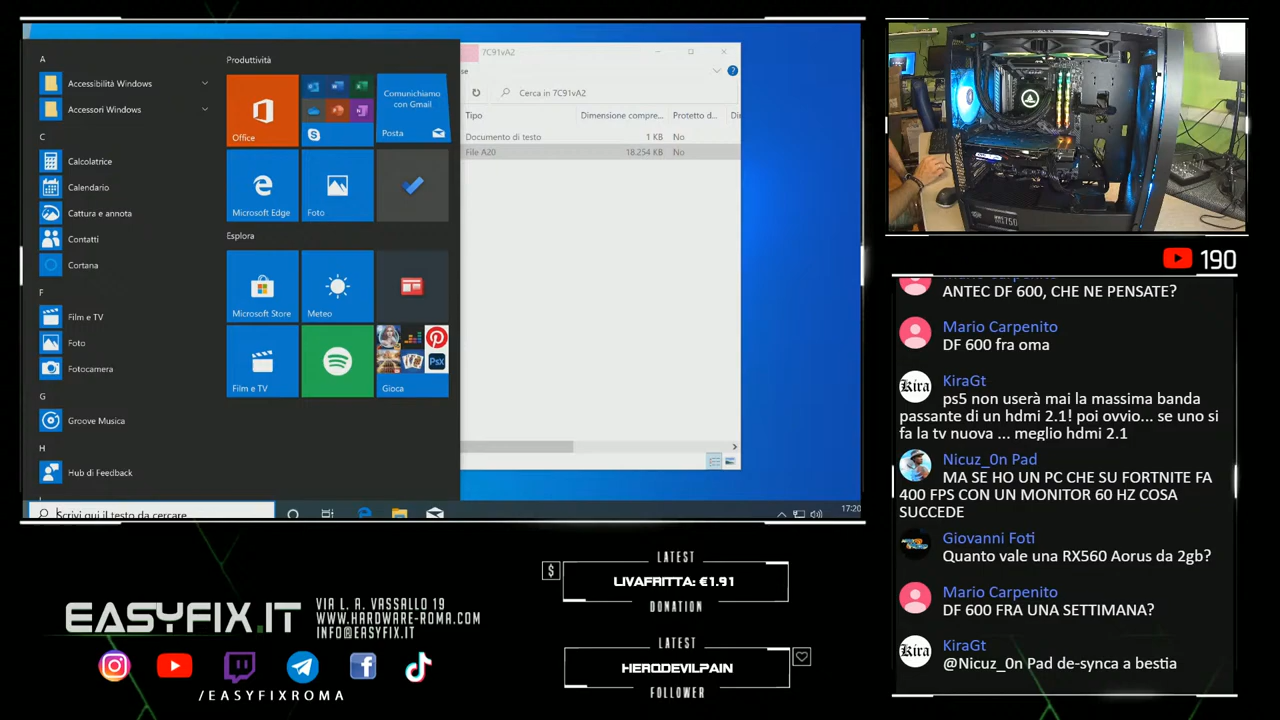 A
Accessibilità Windows
Accessori Windows
C
Calcolatrice
Calendario
Cattura e annota
Contatti
Cortana
F
Film e TV
Foto
Fotocamera
G
Groove Musica
H
Hub di Feedback
Scrivi qui il testo da cercare
Produttività
Office
Comunichiamo
con Gmail
Posta
Microsoft Edge
Foto
Esplora
Microsoft Store
Meteo
Film e TV
Gioca
7C91vA2
Cerca in 7C91vA2
Tipo
Dimensione compre...
Protetto d...
Documento di testo
1 KB
No
File A20
18.254 KB
No
17:20
190
ANTEC DF 600, CHE NE PENSATE?
Mario Carpenito
DF 600 fra oma
Kira
KiraGt
ps5 non userà mai la massima banda
passante di un hdmi 2.1! poi ovvio... se uno si
fa la tv nuova ... meglio hdmi 2.1
Nicuz_0n Pad
MA SE HO UN PC CHE SU FORTNITE FA
400 FPS CON UN MONITOR 60 HZ COSA
SUCCEDE
Giovanni Foti
Quanto vale una RX560 Aorus da 2gb?
Mario Carpenito
DF 600 FRA UNA SETTIMANA?
Kira
KiraGt
@Nicuz_0n Pad de-synca a bestia
EASYFIX.IT
VIA L. A. VASSALLO 19
WWW.HARDWARE-ROMA.COM
INFO@EASYFIX.IT
/EASYFIXROMA
LATEST
$
LIVAFRITTA: €1.91
DONATION
LATEST
HERODEVILPAIN
FOLLOWER